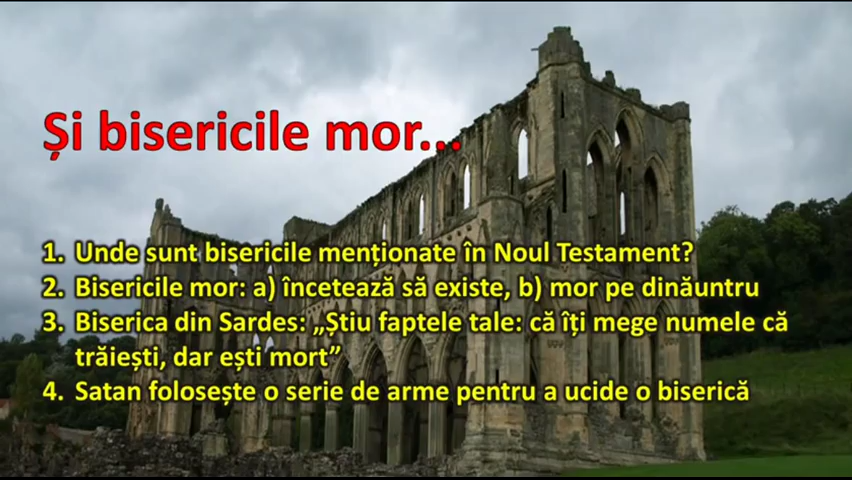 Și bisericile mor...
1. Unde sunt bisericile menționate în Noul Testament?
2. Bisericile mor: a) încetează să existe, b) mor pe dinăuntru
3. Biserica din Sardes: „Știu faptele tale: că îți mege numele că
trăiești, dar ești mort”
4. Satan folosește o serie de arme pentru a ucide o biserică